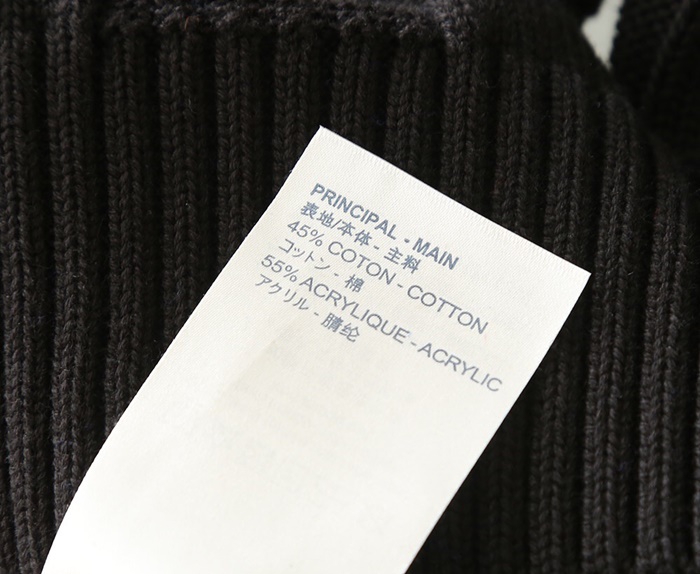 PRINCIPAL - MAIN
表地/本体 - 主料
45% COTON - COTTON
コットン - 棉
55% ACRYLIQUE - ACRYLIC
アクリル - 腈纶